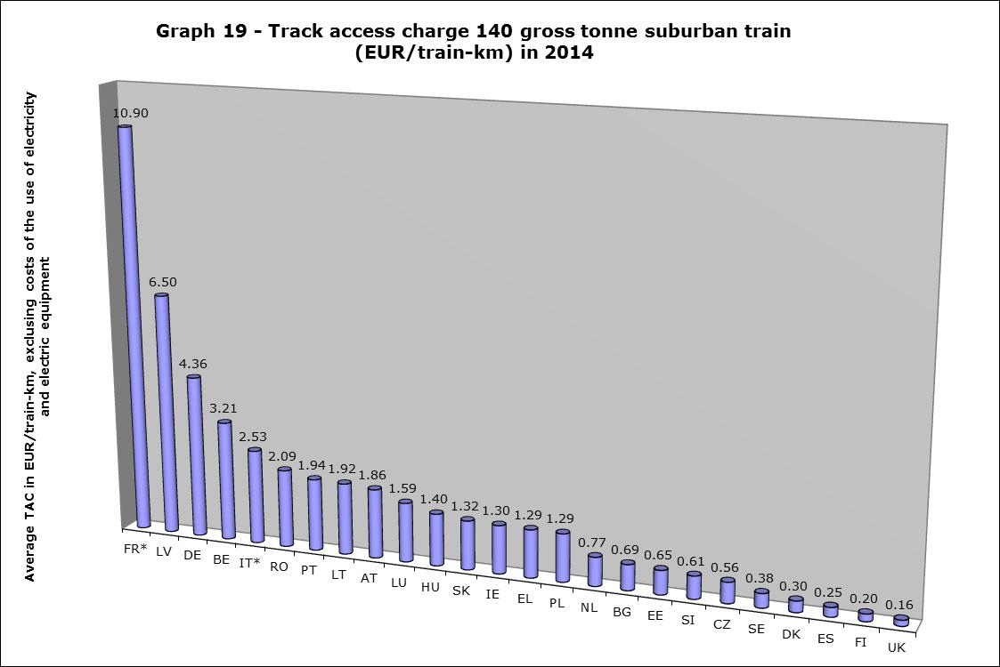 Graph 19 - Track access charge 140 gross tonne suburban train
(EUR/train-km) in 2014
Average TAC in EUR/train-km, exclusing costs of the use of electricity
and electric equipment
10.90
6.50
4.36
3.21
2.53
2.09
1.94
1.92
1.86
1.59
1.40
1.32
1.30
1.29
1.29
0.77
0.69
0.65
0.61
0.56
0.38
0.30
0.25
0.20
0.16
FR*
LV
DE
BE
IT*
RO
PT
LT
AT
LU
HU
SK
IE
EL
PL
NL
BG
EE
SI
CZ
SE
DK
ES
FI
UK